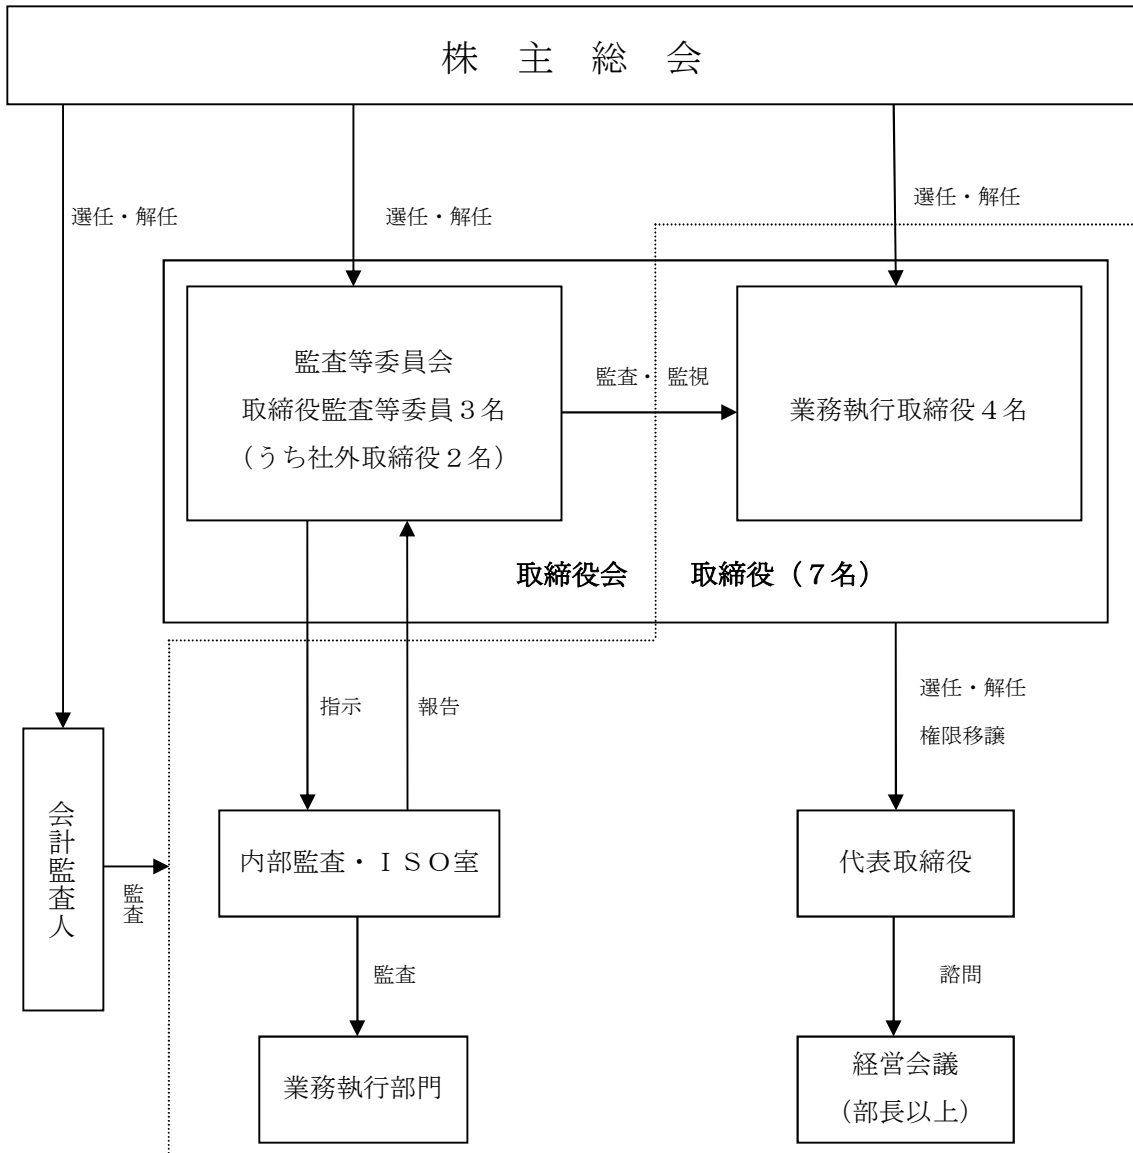 株 主 総 会
選任・解任
選任・解任
選任・解任
監査等委員会
取締役監査等委員３名
（うち社外取締役２名）
監査・ 監視
業務執行取締役４名
取締役会
取締役（７名）
選任・解任
権限移譲
指示
報告
会計監査人
監査
内部監査・ＩＳＯ室
代表取締役
監査
諮問
業務執行部門
経営会議
（部長以上）